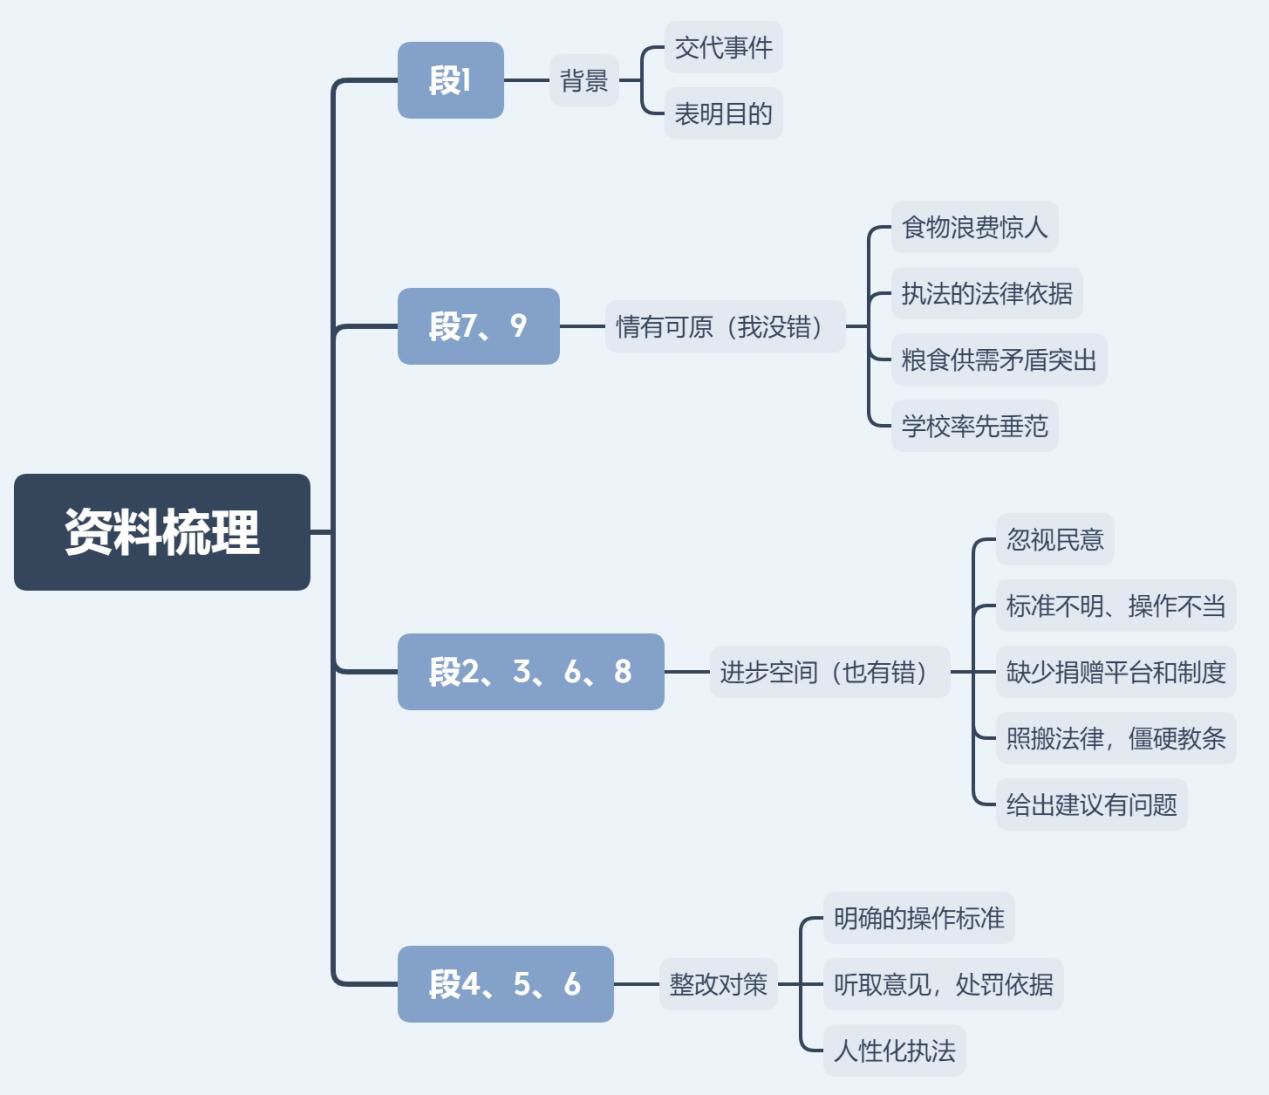 资料梳理
段1
背景
交代事件
表明目的
段7、9
情有可原（我没错）
食物浪费惊人
执法的法律依据
粮食供需矛盾突出
学校率先垂范
段2、3、6、8
进步空间（也有错）
忽视民意
标准不明、操作不当
缺少捐赠平台和制度
照搬法律，僵硬教条
给出建议有问题
段4、5、6
整改对策
明确的操作标准
听取意见，处罚依据
人性化执法